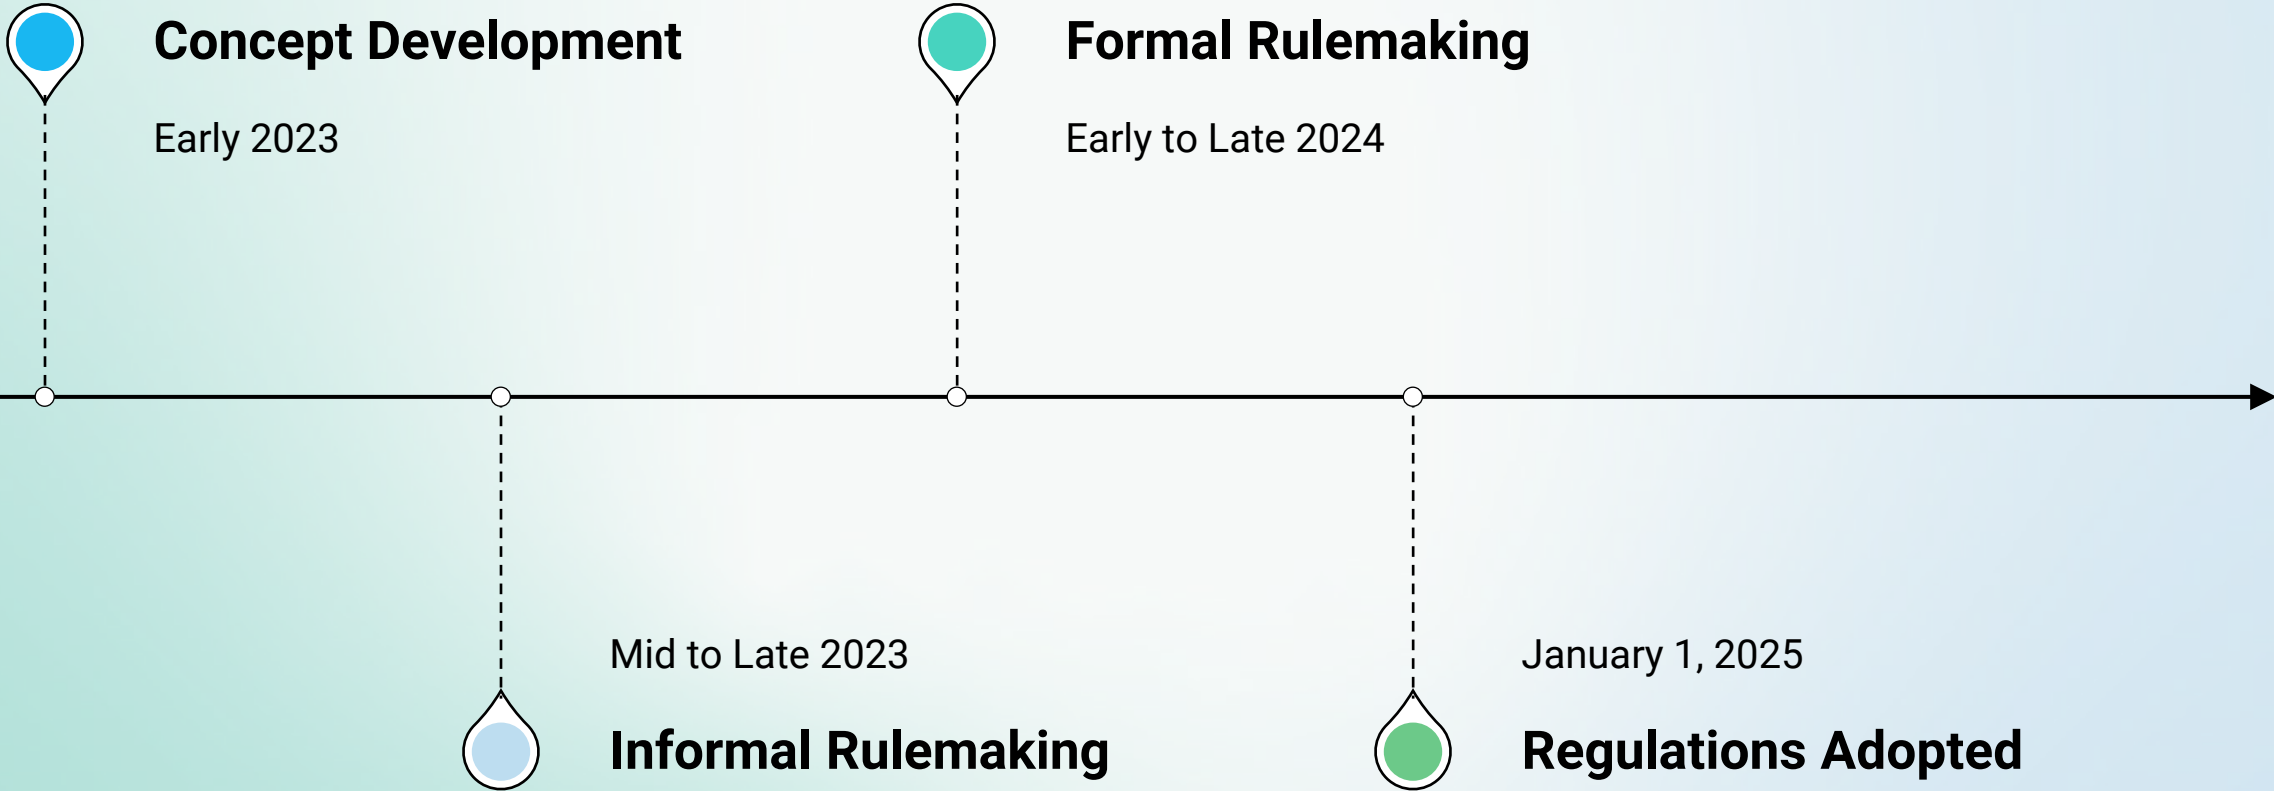 Concept Development
Early 2023
Mid to Late 2023
Informal Rulemaking
Formal Rulemaking
Early to Late 2024
January 1, 2025
Regulations Adopted